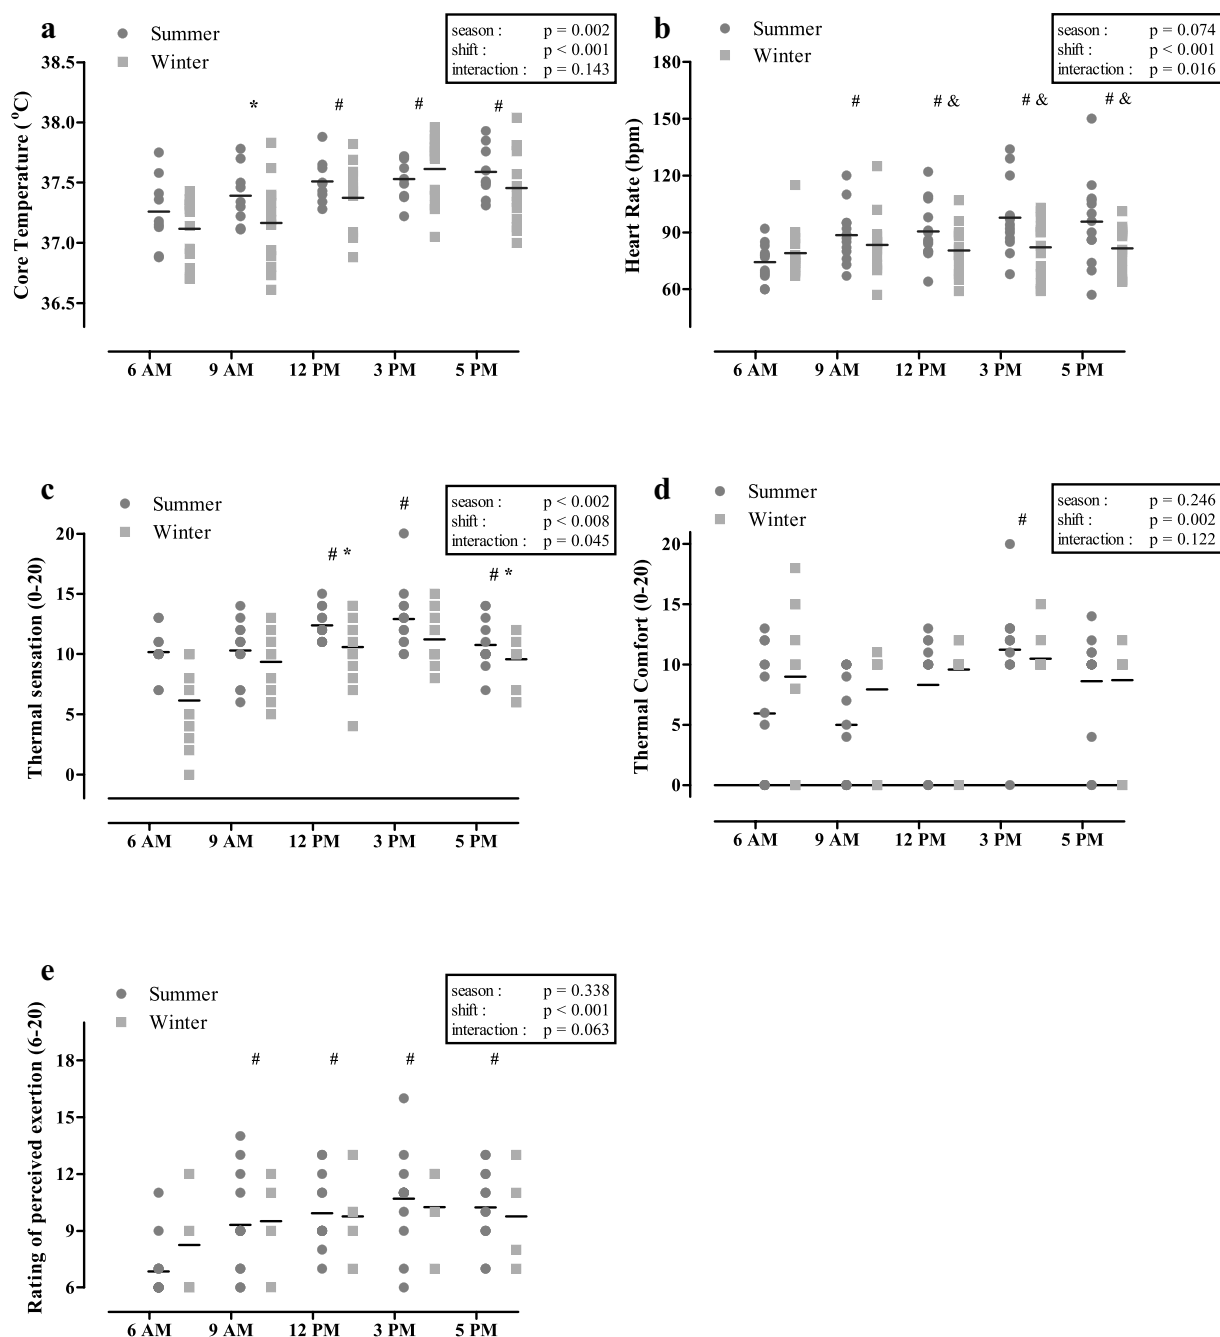 a
Summer
Winter
season : p = 0.002
shift : p < 0.001
interaction : p = 0.143
* # # #
Core Temperature (°C)
38.5
38.0
37.5
37.0
36.5
6 AM 9 AM 12 PM 3 PM 5 PM
b
Summer
Winter
season : p = 0.074
shift : p < 0.001
interaction : p = 0.016
# # & # & # &
Heart Rate (bpm)
180
150
120
90
60
6 AM 9 AM 12 PM 3 PM 5 PM
c
Summer
Winter
season : p < 0.002
shift : p < 0.008
interaction : p = 0.045
#
# *
# *
Thermal sensation (0-20)
20
15
10
5
0
6 AM 9 AM 12 PM 3 PM 5 PM
d
Summer
Winter
season : p = 0.246
shift : p = 0.002
interaction : p = 0.122
#
Thermal Comfort (0-20)
20
15
10
5
0
6 AM 9 AM 12 PM 3 PM 5 PM
e
Summer
Winter
season : p = 0.338
shift : p < 0.001
interaction : p = 0.063
# # # #
Rating of perceived exertion (6-20)
18
15
12
9
6
6 AM 9 AM 12 PM 3 PM 5 PM